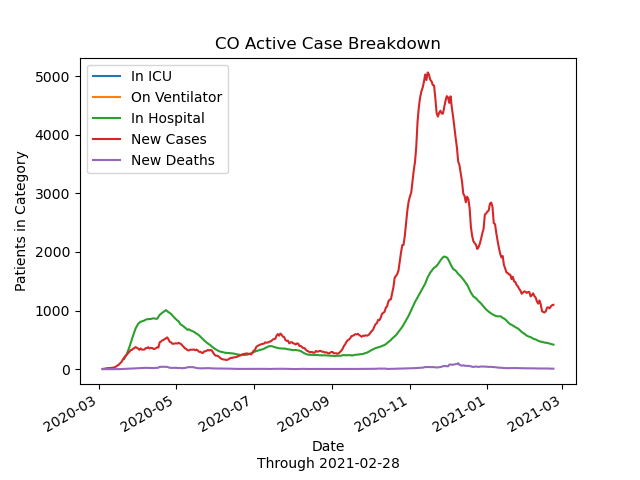 CO Active Case Breakdown
In ICU
On Ventilator
In Hospital
New Cases
New Deaths
Patients in Category
5000
4000
3000
2000
1000
0
2020-03
2020-05
2020-07
2020-09
2020-11
2021-01
2021-03
Date
Through 2021-02-28